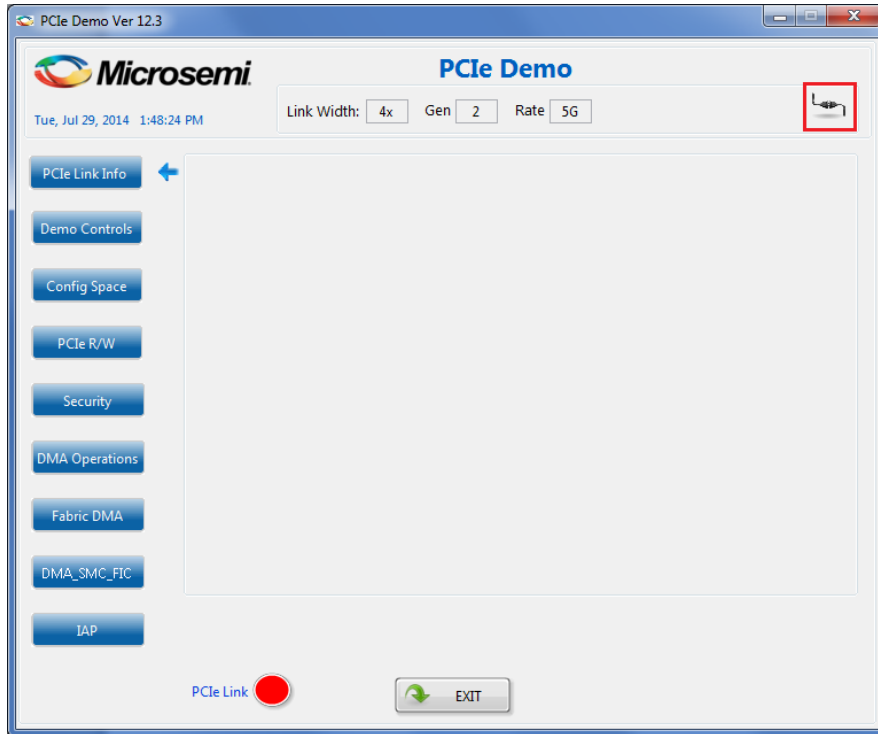 PCIe Demo Ver 12.3
Microsemi.
PCIe Demo
Tue, Jul 29, 2014 1:48:24 PM
Link Width: 4x Gen 2 Rate 5G
PCIe Link Info
Demo Controls
Config Space
PCIe R/W
Security
DMA Operations
Fabric DMA
DMA_SMC_FIC
IAP
PCIe Link
EXIT